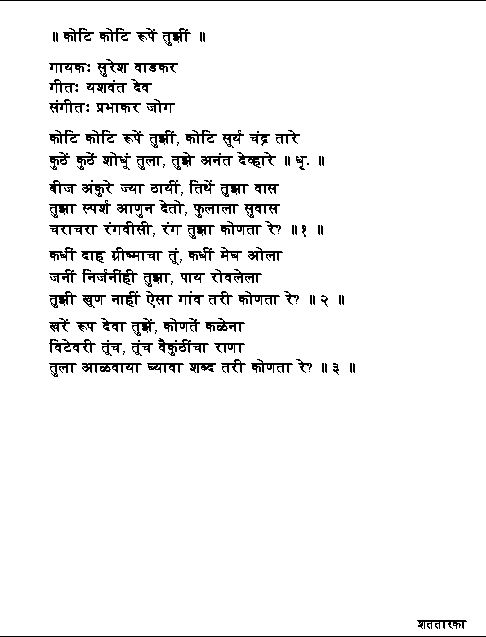 ॥ कोटि कोटि रूपें तुझीं ॥
गायकः सुरेश वाडकर
गीतः यशवंत देव
संगीतः प्रभाकर जोग
कोटि कोटि रूपें तुझीं, कोटि सूर्य चंद्र तारे
कुठें कुठें शोधूं तुला, तुझे अनंत देव्हारे ॥ धृ. ॥
बीज अंकुरे ज्या ठायीं, तिथें तुझा वास
तुझा स्पर्श आणुन देतो, फुलाला सुवास
चराचरा रंगवीसी, रंग तुझा कोणता रे? ॥ १ ॥
कधीं दाह ग्रीष्माचा तूं, कधीं मेघ ओला
जनीं निर्जनींही तुझा, पाय रोवलेला
तुझी खूण नाहीं ऐसा गांव तरी कोणता रे? ॥ २ ॥
खरें रूप देवा तुझें, कोणतें कळेना
विटेवरी तूंच, तूंच वैकुंठींचा राणा
तुला आळवाया घ्यावा शब्द तरी कोणता रे? ॥ ३ ॥
शततारका